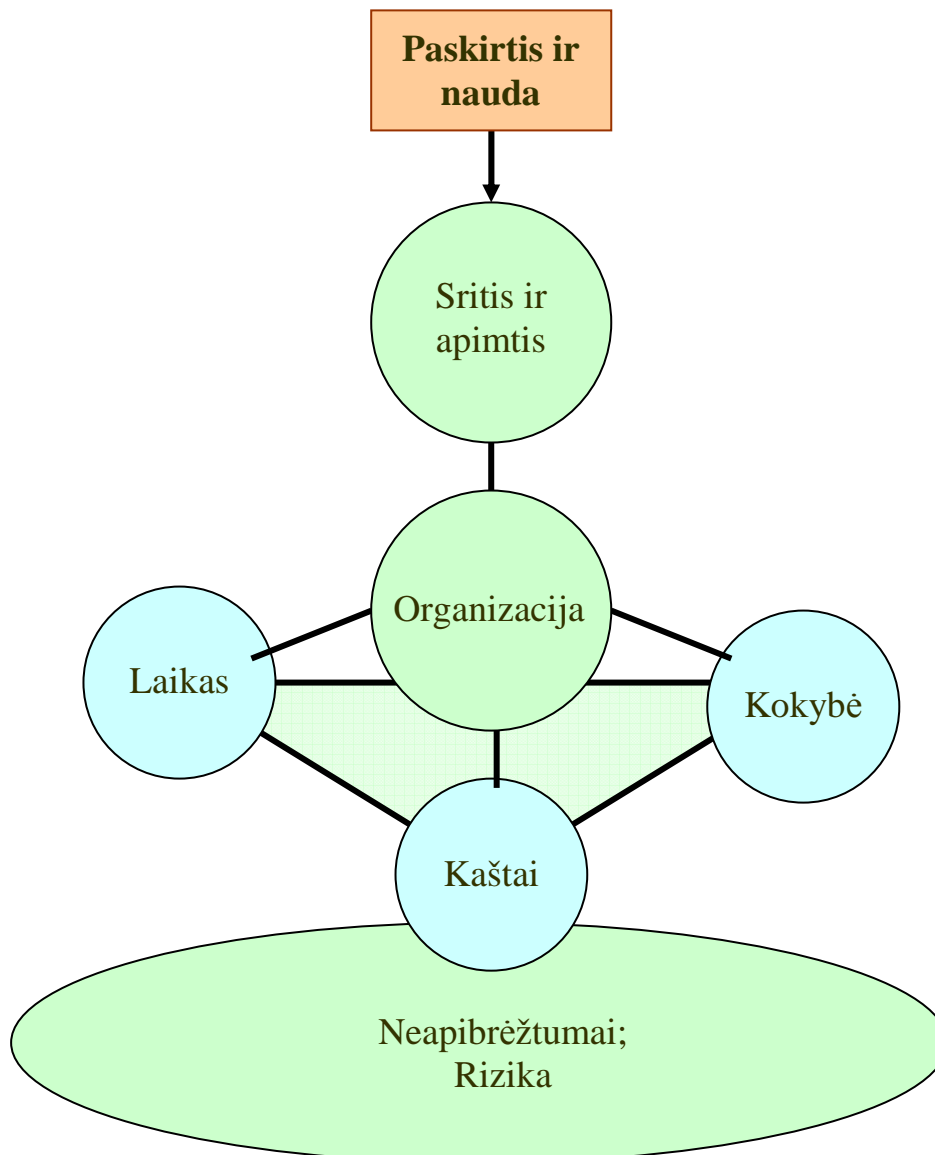 Paskirtis ir
nauda
Sritis ir
apimtis
Organizacija
Laikas
Kokybė
Kaštai
Neapibrėžtumai;
Rizika